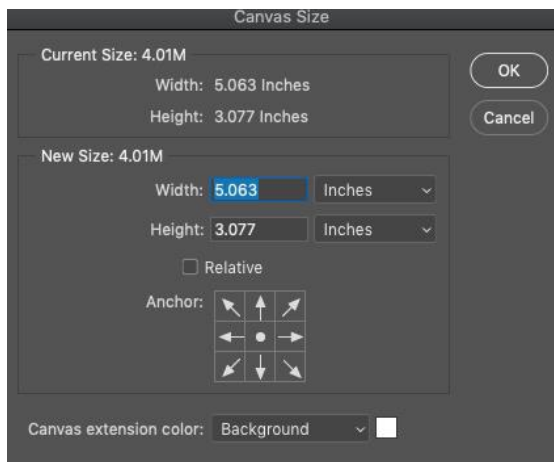 Canvas Size
Current Size: 4.01M
Width: 5.063 Inches
Height: 3.077 Inches
OK
Cancel
New Size: 4.01M
Width: 5.063 Inches
Height: 3.077 Inches
Relative
Anchor:
Canvas extension color: Background